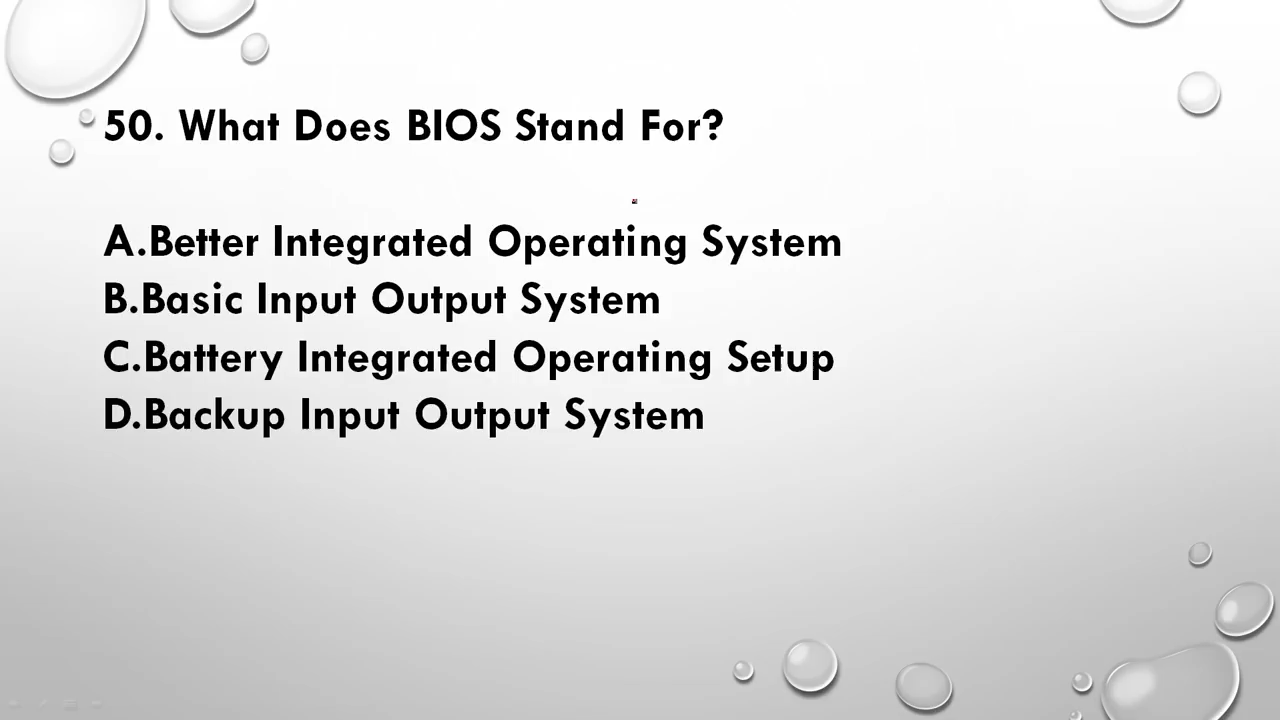 50. What Does BIOS Stand For?
A.Better Integrated Operating System
B.Basic Input Output System
C.Battery Integrated Operating Setup
D.Backup Input Output System